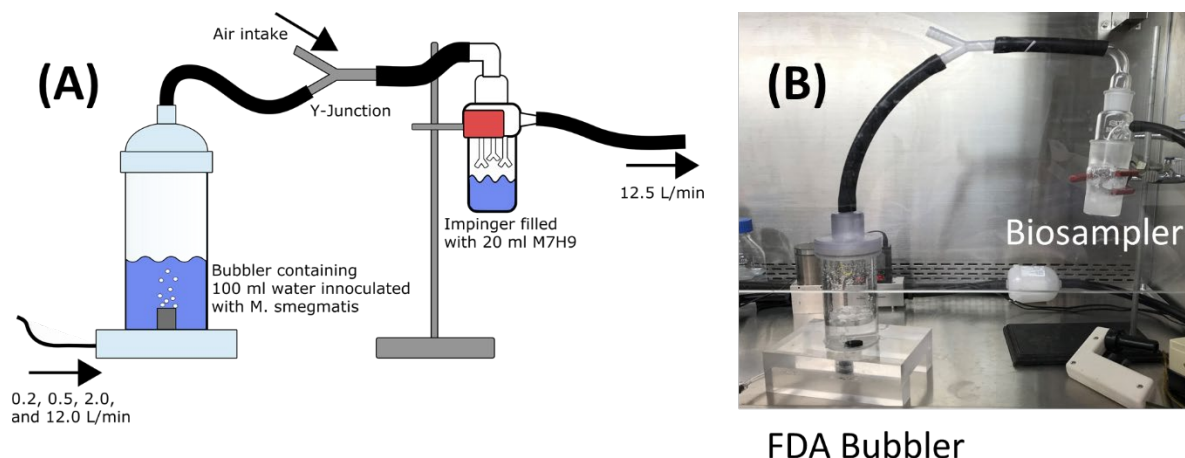 (A)
Air intake
Y-Junction
12.5 L/min
Impinger filled
with 20 ml M7H9
Bubbler containing
100 ml water innoculated
with M. smegmatis
0.2, 0.5, 2.0,
and 12.0 L/min
(B)
Biosampler
FDA Bubbler